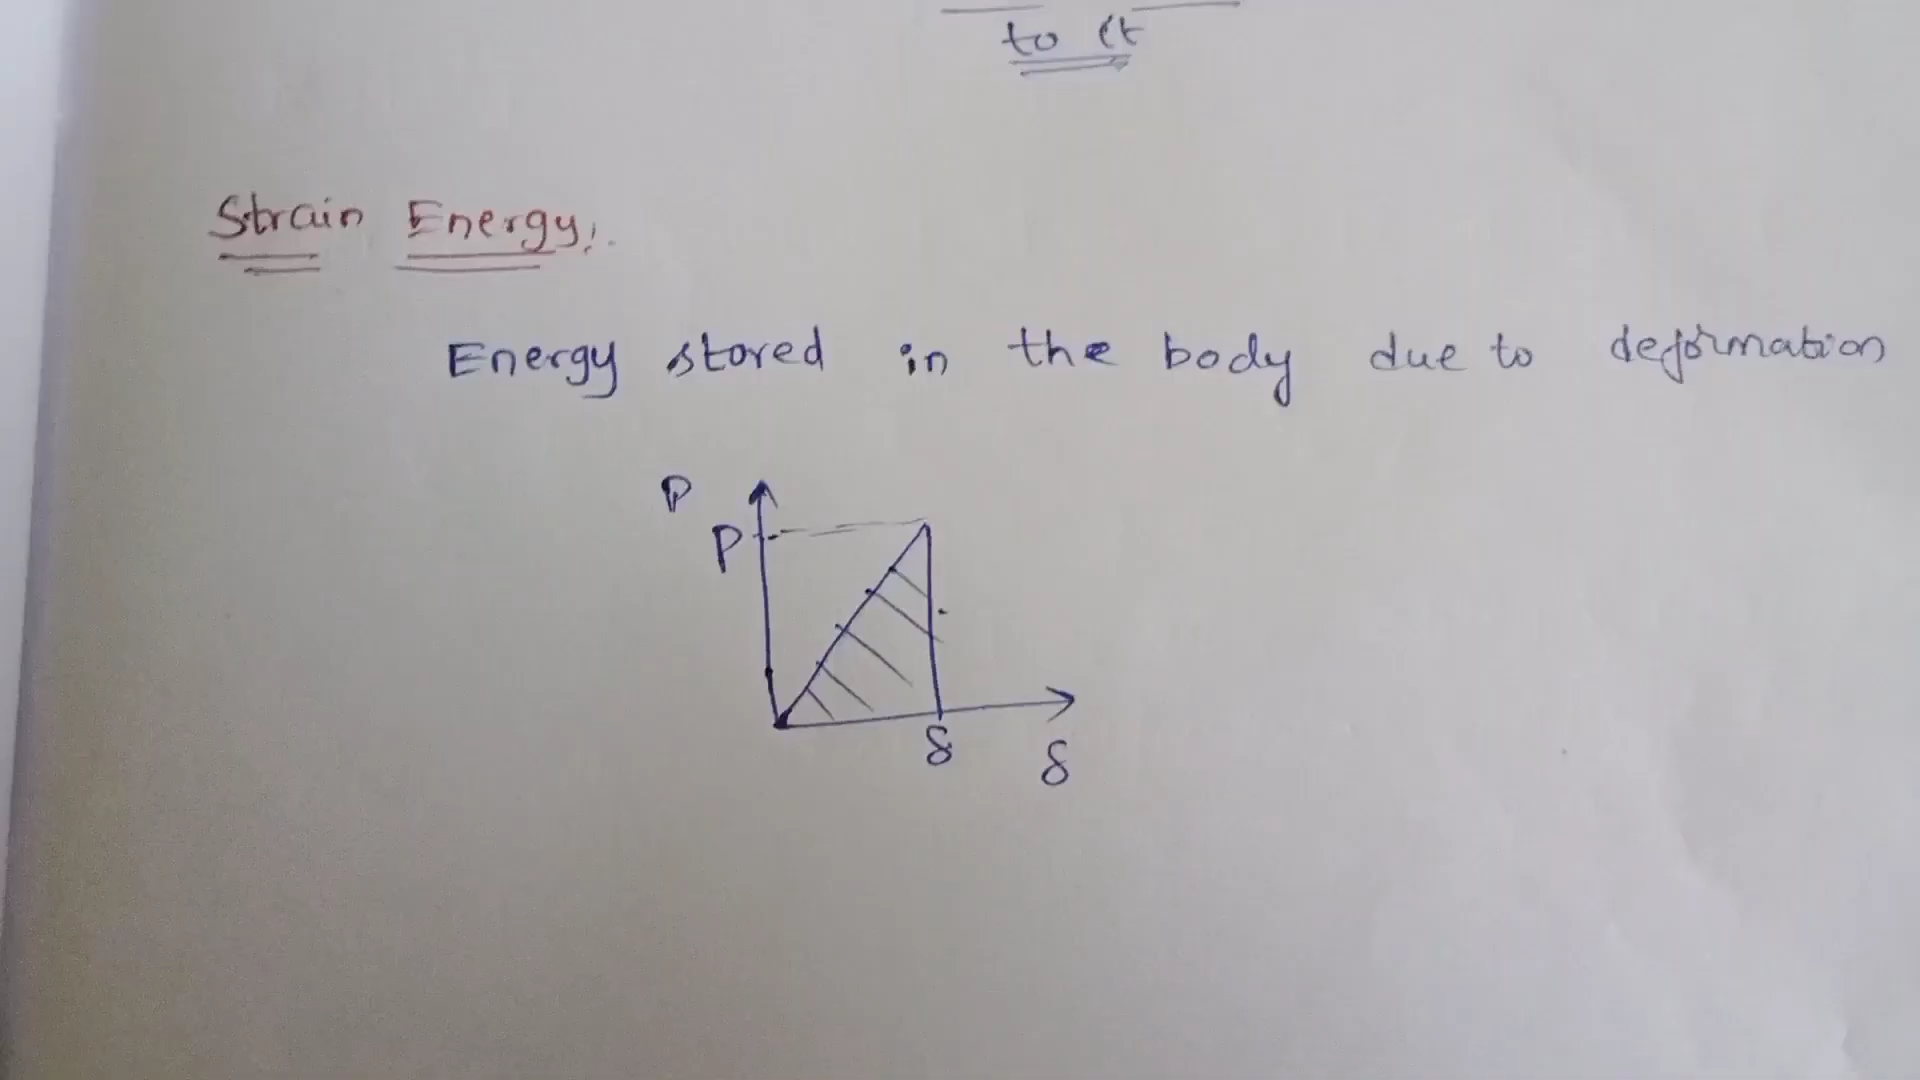 to it
Strain Energy:
Energy stored in the body due to deformation
P
P
δ
δ